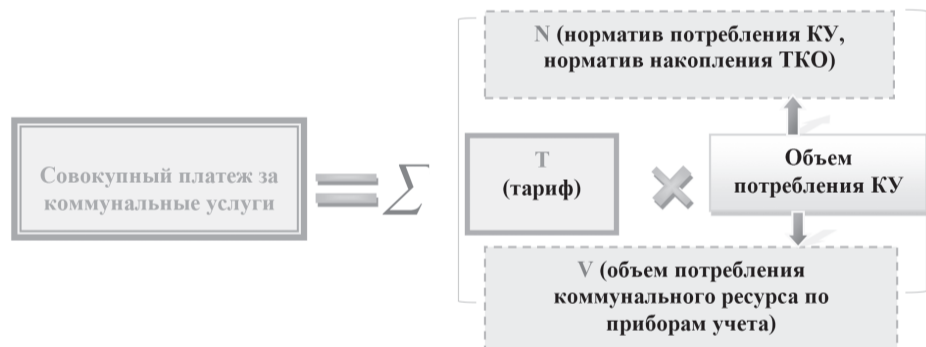 N (норматив потребления КУ,
норматив накопления ТКО)
Совокупный платеж за
коммунальные услуги
= ∑
Т
(тариф)
×
Объем
потребления КУ
V (объем потребления
коммунального ресурса по
приборам учета)